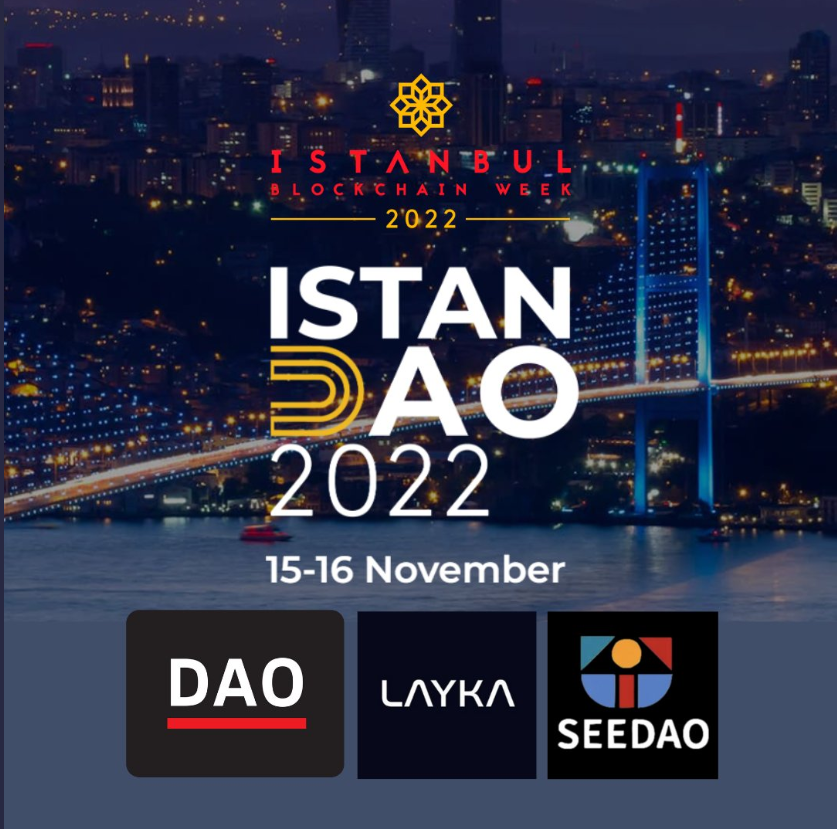 ISTANBUL
BLOCKCHAIN WEEK
2022
ISTAN
DAO
2022
15-16 November
DAO
LAYKA
SEEDAO